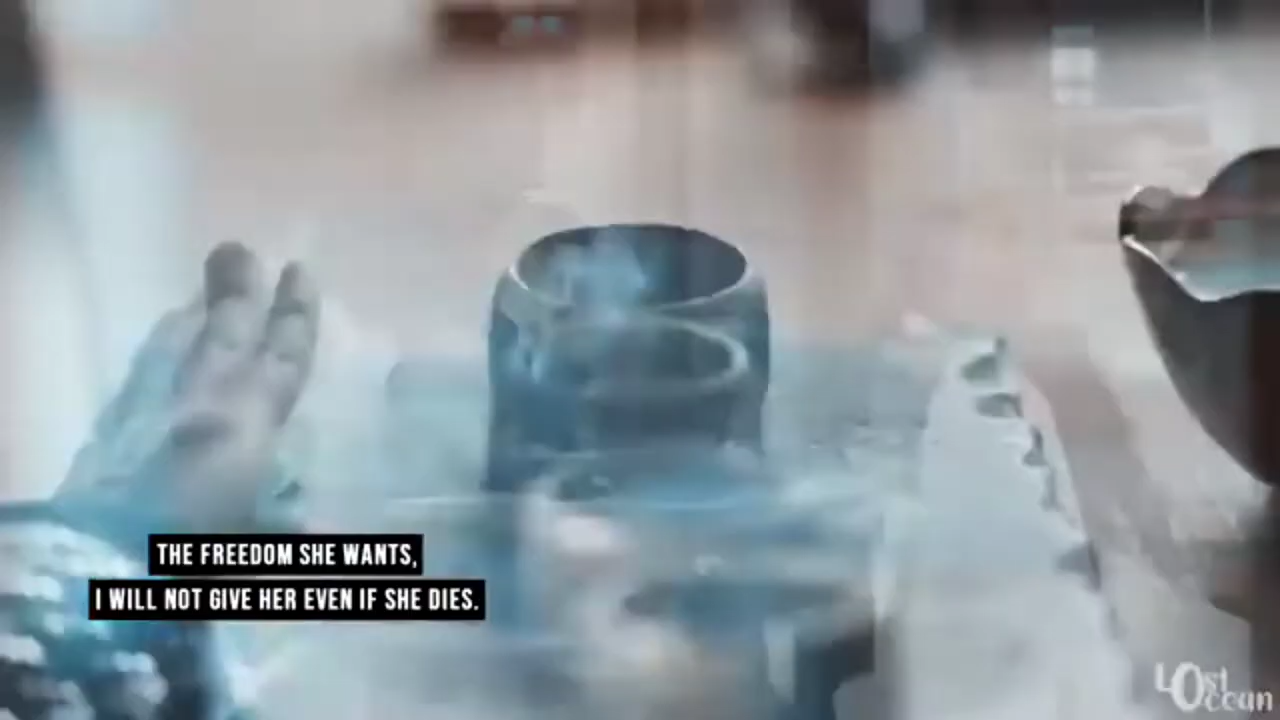 THE FREEDOM SHE WANTS,
I WILL NOT GIVE HER EVEN IF SHE DIES.
Lost
Ocean